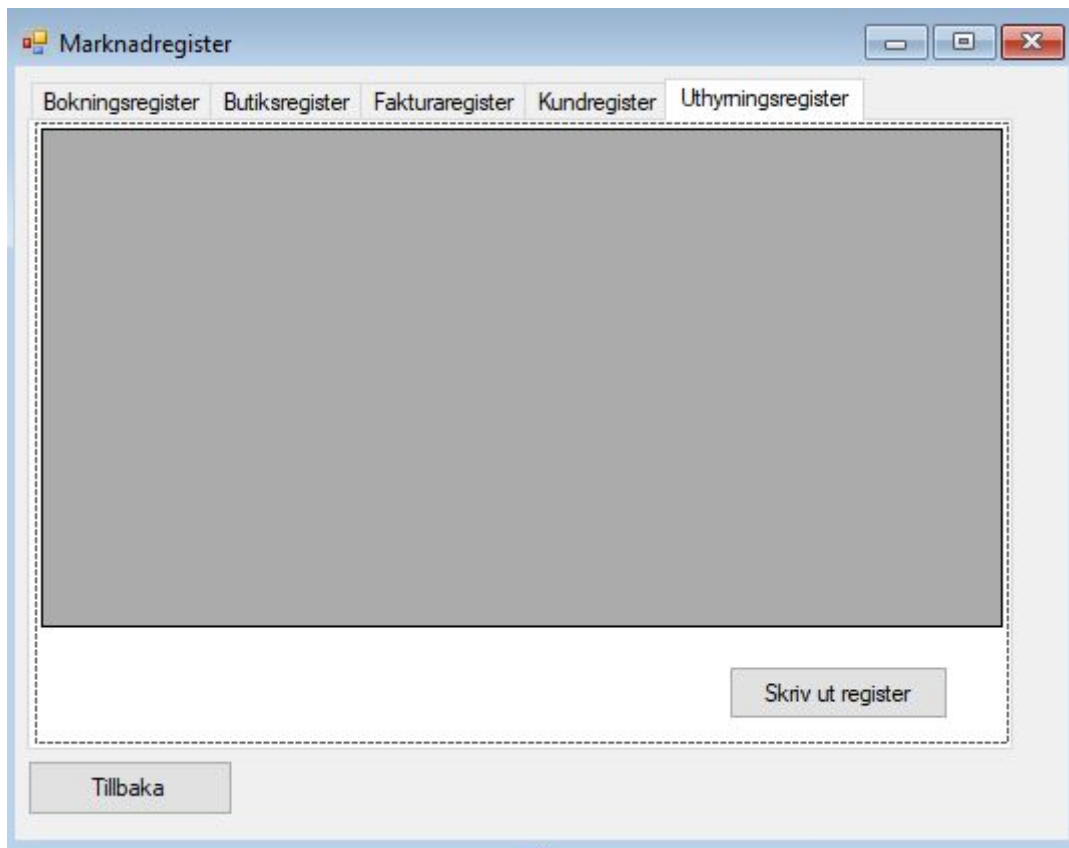 Marknadregister
Bokningsregister Butiksregister Fakturaregister Kundregister Uthyrningsregister
Skriv ut register
Tillbaka